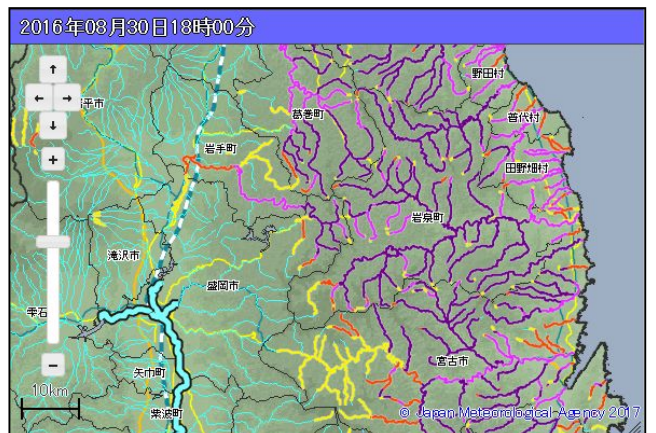 2016年08月30日18時00分
野田村
葛巻町
普代村
岩手町
田野畑村
岩泉町
滝沢市
盛岡市
雫石
宮古市
矢巾町
10km
紫波町
© Japan Meteorological Agency 2017